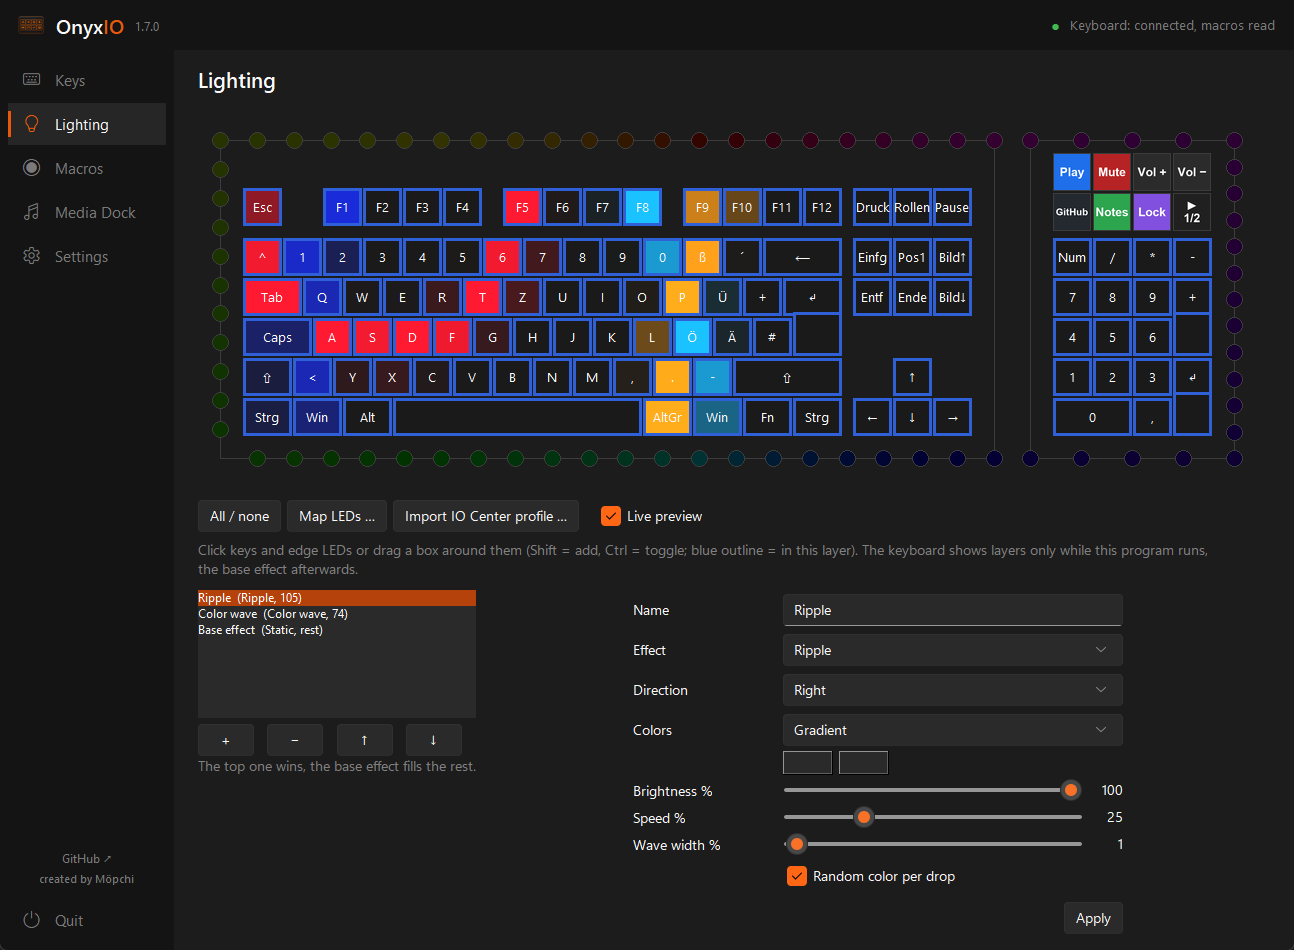 OnyxIO 1.7.0
Keyboard: connected, macros read
Keys
Lighting
Macros
Media Dock
Settings
Lighting
Play Mute Vol + Vol −
Esc F1 F2 F3 F4 F5 F6 F7 F8 F9 F10 F11 F12 Druck Rollen Pause
GitHub Notes Lock ▶ 1/2
^ 1 2 3 4 5 6 7 8 9 0 ß ´ ← Einfg Pos1 Bild↑ Num / * -
Tab Q W E R T Z U I O P Ü + ↲ Entf Ende Bild↓ 7 8 9 +
Caps A S D F G H J K L Ö Ä # 4 5 6
⇧ < Y X C V B N M , . - ⇧ ↑ 1 2 3 ↲
Strg Win Alt AltGr Win Fn Strg ← ↓ → 0 ,
All / none
Map LEDs ...
Import IO Center profile ...
Live preview
Click keys and edge LEDs or drag a box around them (Shift = add, Ctrl = toggle; blue outline = in this layer). The keyboard shows layers only while this program runs,
the base effect afterwards.
Ripple (Ripple, 105)
Color wave (Color wave, 74)
Base effect (Static, rest)
+ − ↑ ↓
The top one wins, the base effect fills the rest.
Name Ripple
Effect Ripple
Direction Right
Colors Gradient
Brightness % 100
Speed % 25
Wave width % 1
Random color per drop
Apply
GitHub ↗
created by Möpchi
Quit